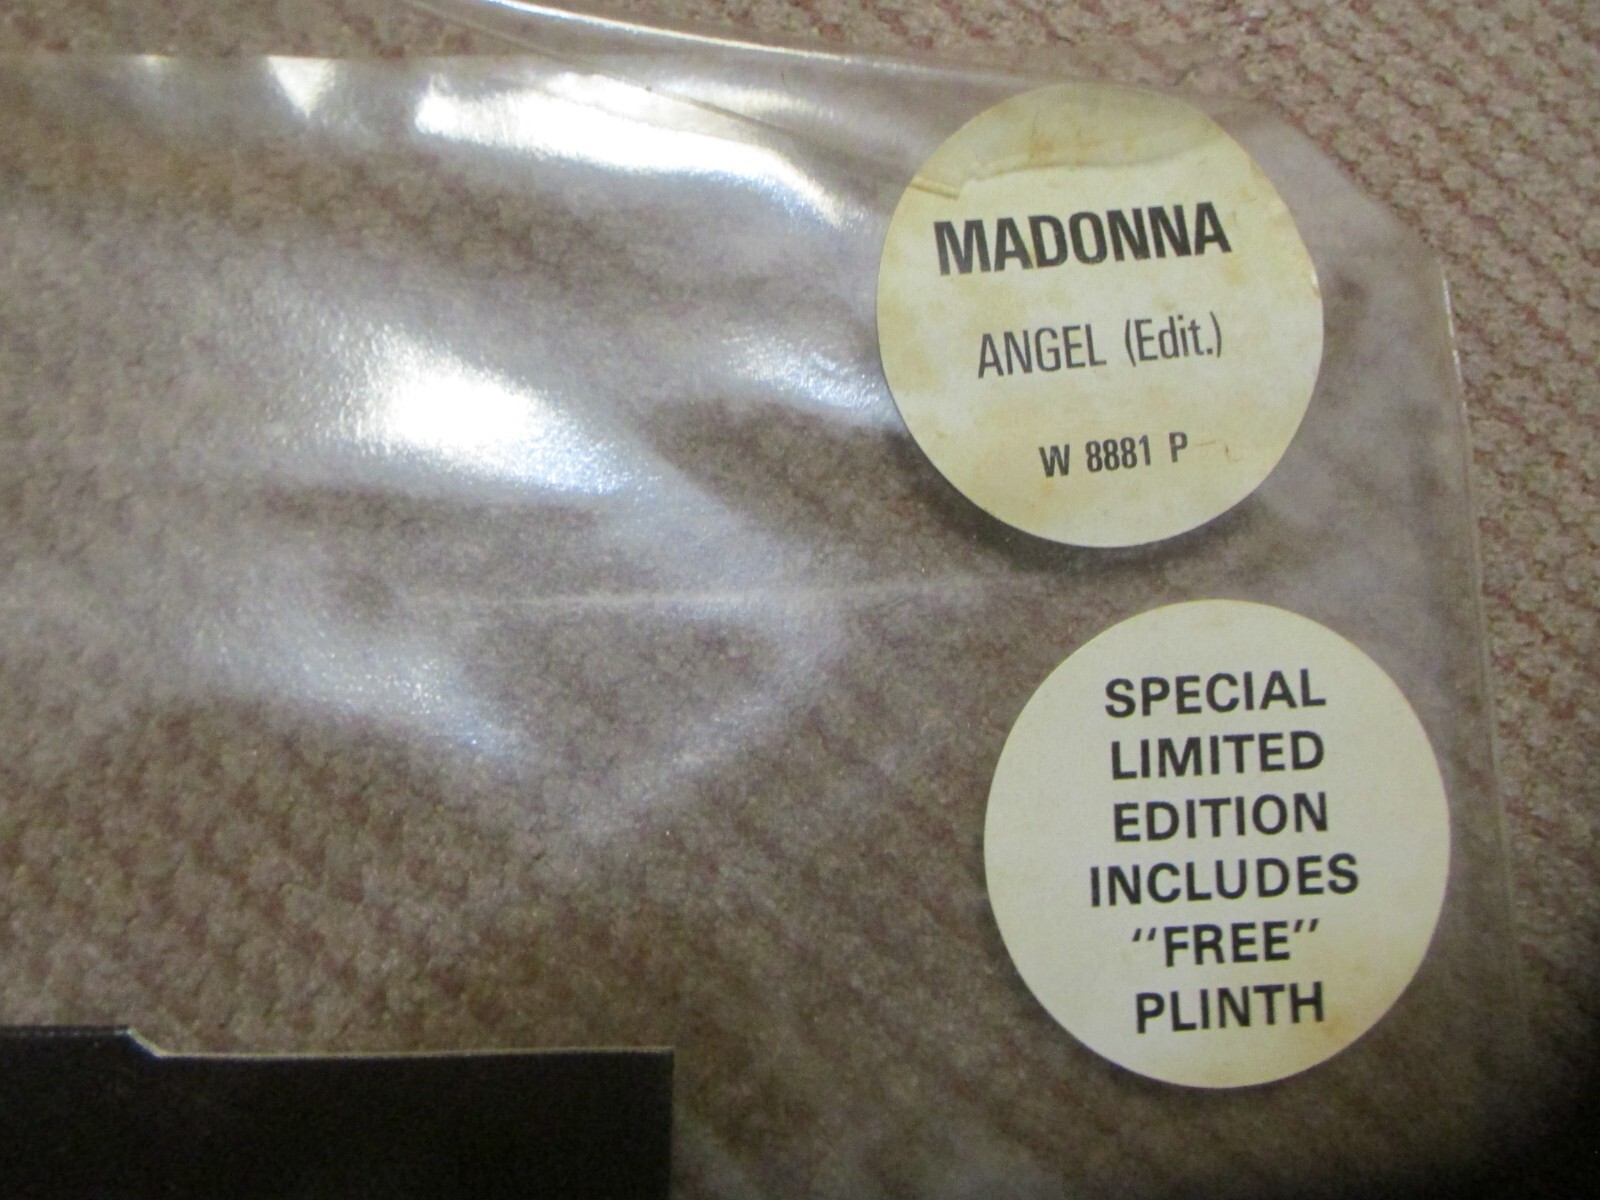 MADONNA
ANGEL (Edit.)
W 8881 P
SPECIAL
LIMITED
EDITION
INCLUDES
"FREE"
PLINTH